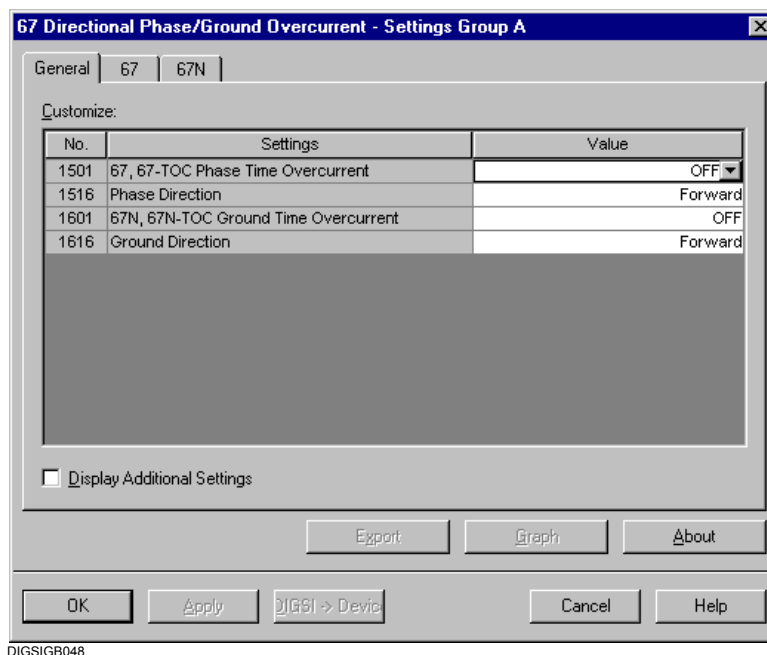 67 Directional Phase/Ground Overcurrent - Settings Group A
General 67 67N
Customize:
No. Settings Value
1501 67, 67-TOC Phase Time Overcurrent OFF
1516 Phase Direction Forward
1601 67N, 67N-TOC Ground Time Overcurrent OFF
1616 Ground Direction Forward
Display Additional Settings
Export Graph About
OK Apply DIGSI -> Devic Cancel Help
DIGSIGB048